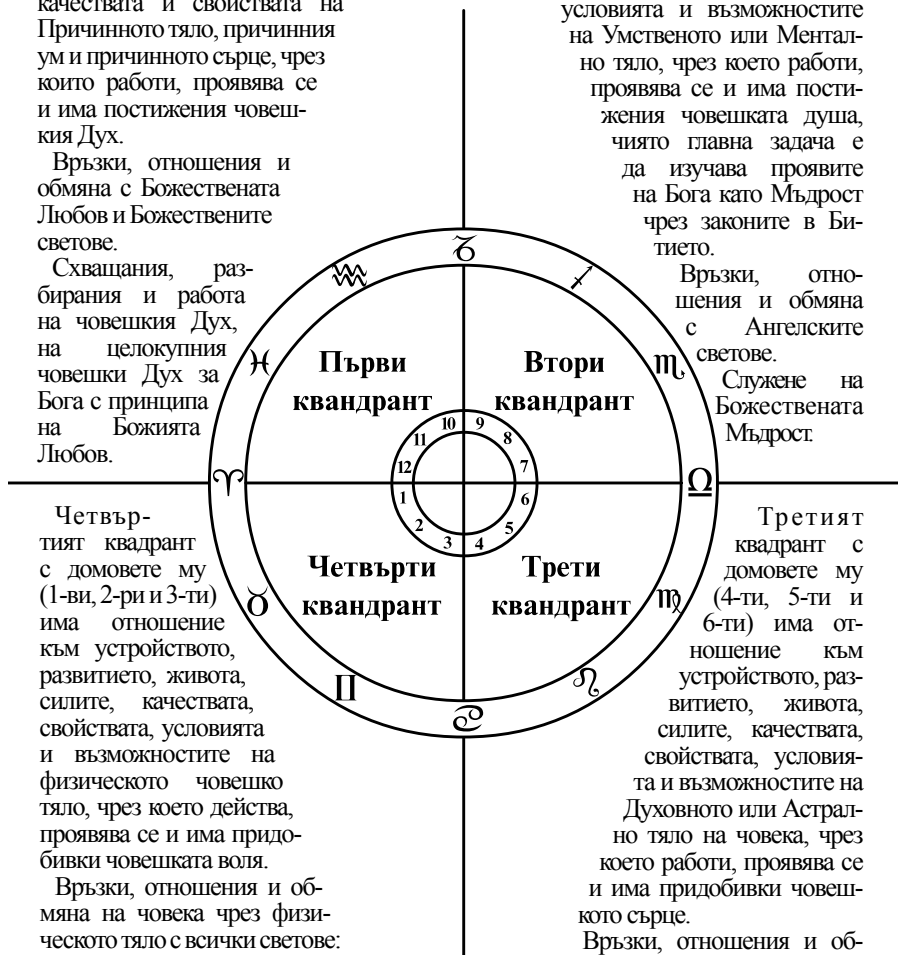 качествата и свойствата на
Причинното тяло, причинния
ум и причинното сърце, чрез
които работи, проявява се
и има постижения човеш-
кия Дух.
Връзки, отношения и
обмяна с Божествената
Любов и Божествените
светове.
Схващания, раз-
бирания и работа
на човешкия Дух,
на целокупния
човешки Дух за
Бога с принципа
на Божията
Любов.
условията и възможностите
на Умственото или Ментал-
но тяло, чрез което работи,
проявява се и има пости-
жения човешката душа,
чиято главна задача е
да изучава проявите
на Бога като Мъдрост
чрез законите в Би-
тието.
Връзки, отно-
шения и обмяна
с Ангелските
светове.
Служене на
Божествената
Мъдрост.
♑
♒
♐
♓
♏
♈
♎
♉
♍
♊
♌
♋
Първи
квандрант
Втори
квандрант
10 9
11 8
12 7
1 6
2 5
3 4
Четвърти
квандрант
Трети
квандрант
Четвър-
тият квадрант
с домовете му
(1-ви, 2-ри и 3-ти)
има отношение
към устройството,
развитието, живота,
силите, качествата,
свойствата, условията
и възможностите на
физическото човешко
тяло, чрез което действа,
проявява се и има придо-
бивки човешката воля.
Връзки, отношения и об-
мяна на човека чрез физи-
ческото тяло с всички светове:
Третият
квадрант с
домовете му
(4-ти, 5-ти и
6-ти) има от-
ношение към
устройството, раз-
витието, живота,
силите, качествата,
свойствата, условия-
та и възможностите на
Духовното или Астрал-
но тяло на човека, чрез
което работи, проявява се
и има придобивки човеш-
кото сърце.
Връзки, отношения и об-